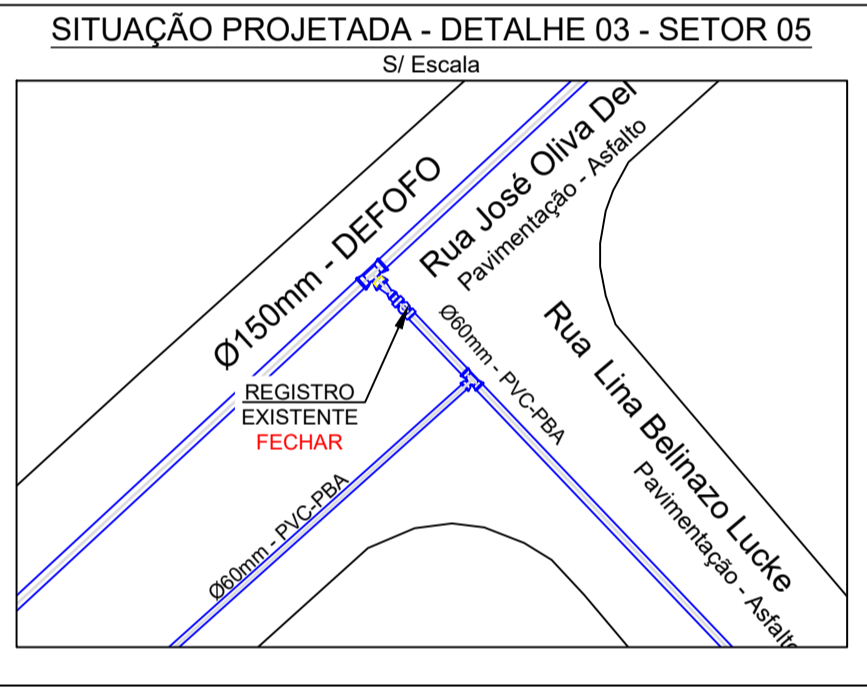 SITUAÇÃO PROJETADA - DETALHE 03 - SETOR 05
S/ Escala
Ø150mm - DEFOFO
Rua José Oliva Del
Pavimentação - Asfalto
Ø60mm - PVC-PBA
Rua Lina Belinazo Lucke
Pavimentação - Asfalto
REGISTRO
EXISTENTE
FECHAR
Ø60mm - PVC-PBA